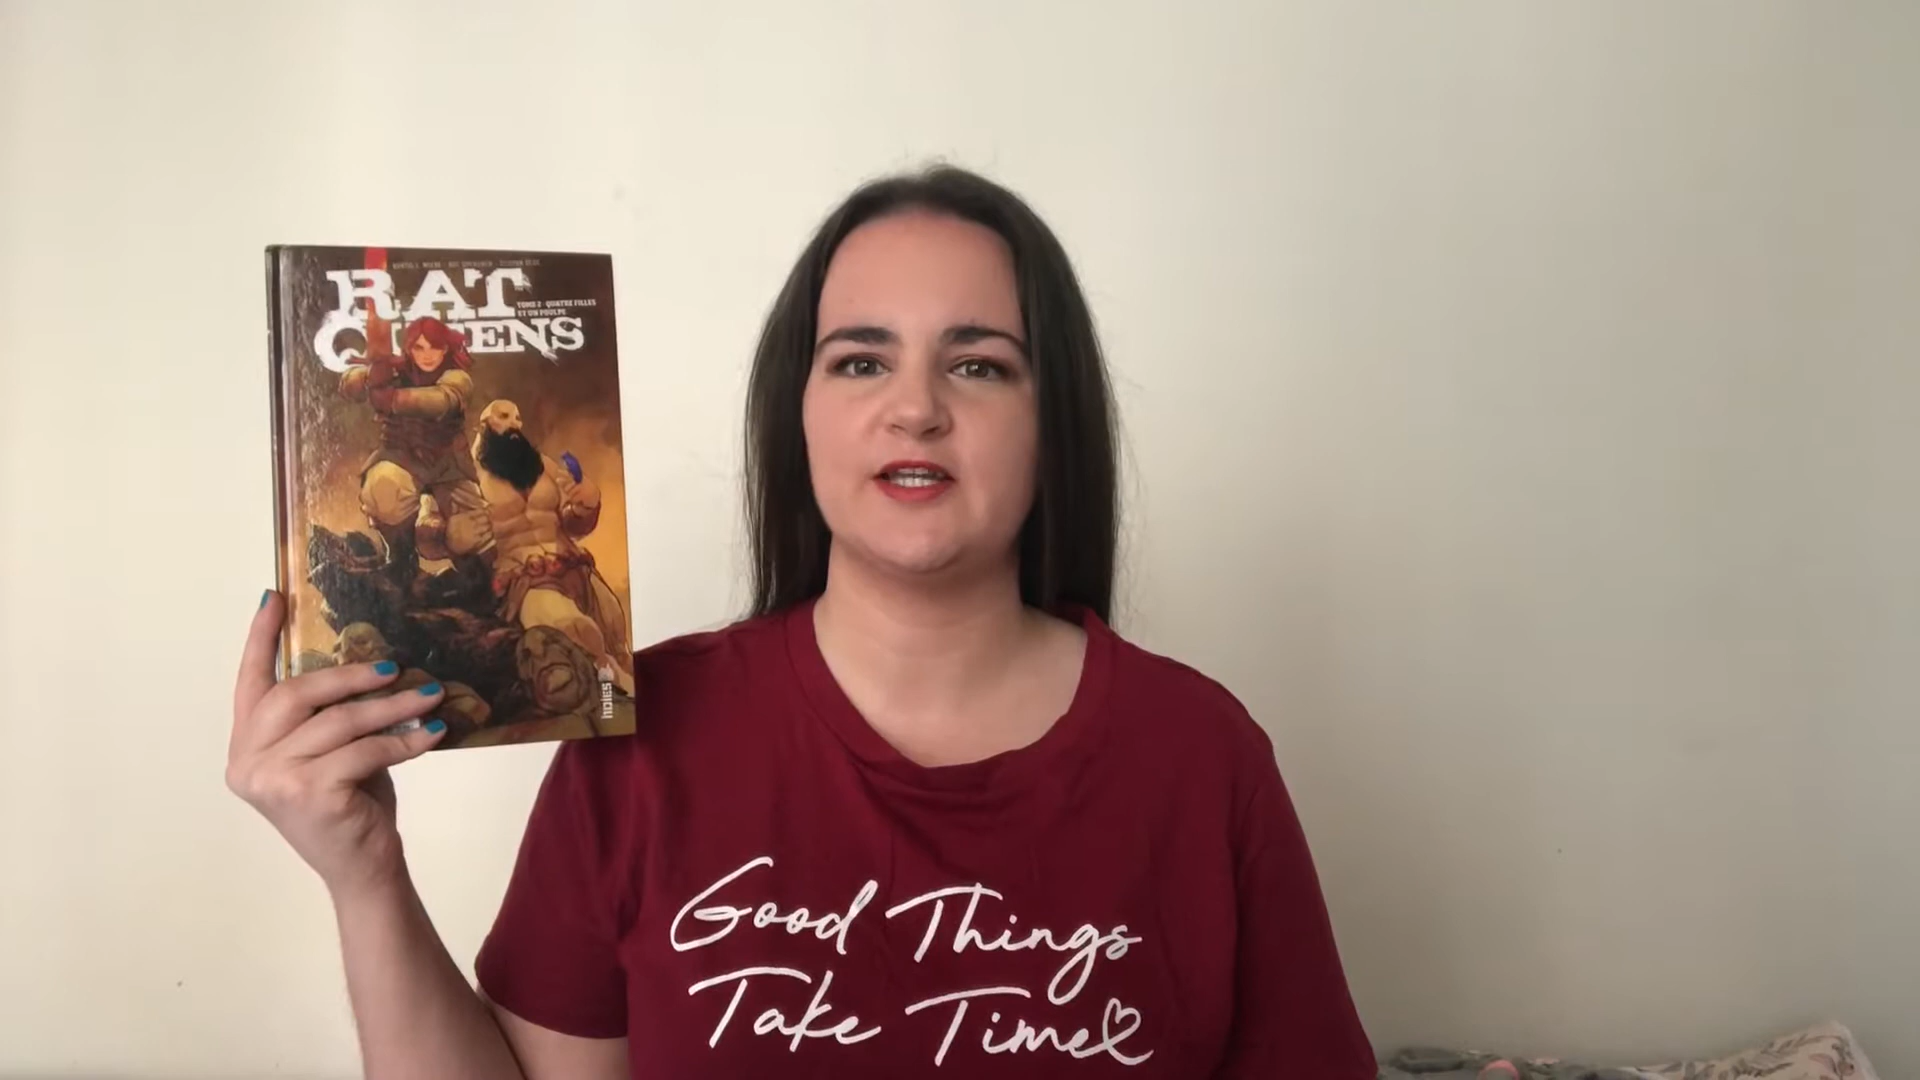 RAT
TOME 2 - QUATRE FILLES
ET UN POULPE
QUEENS
Good Things
Take Time